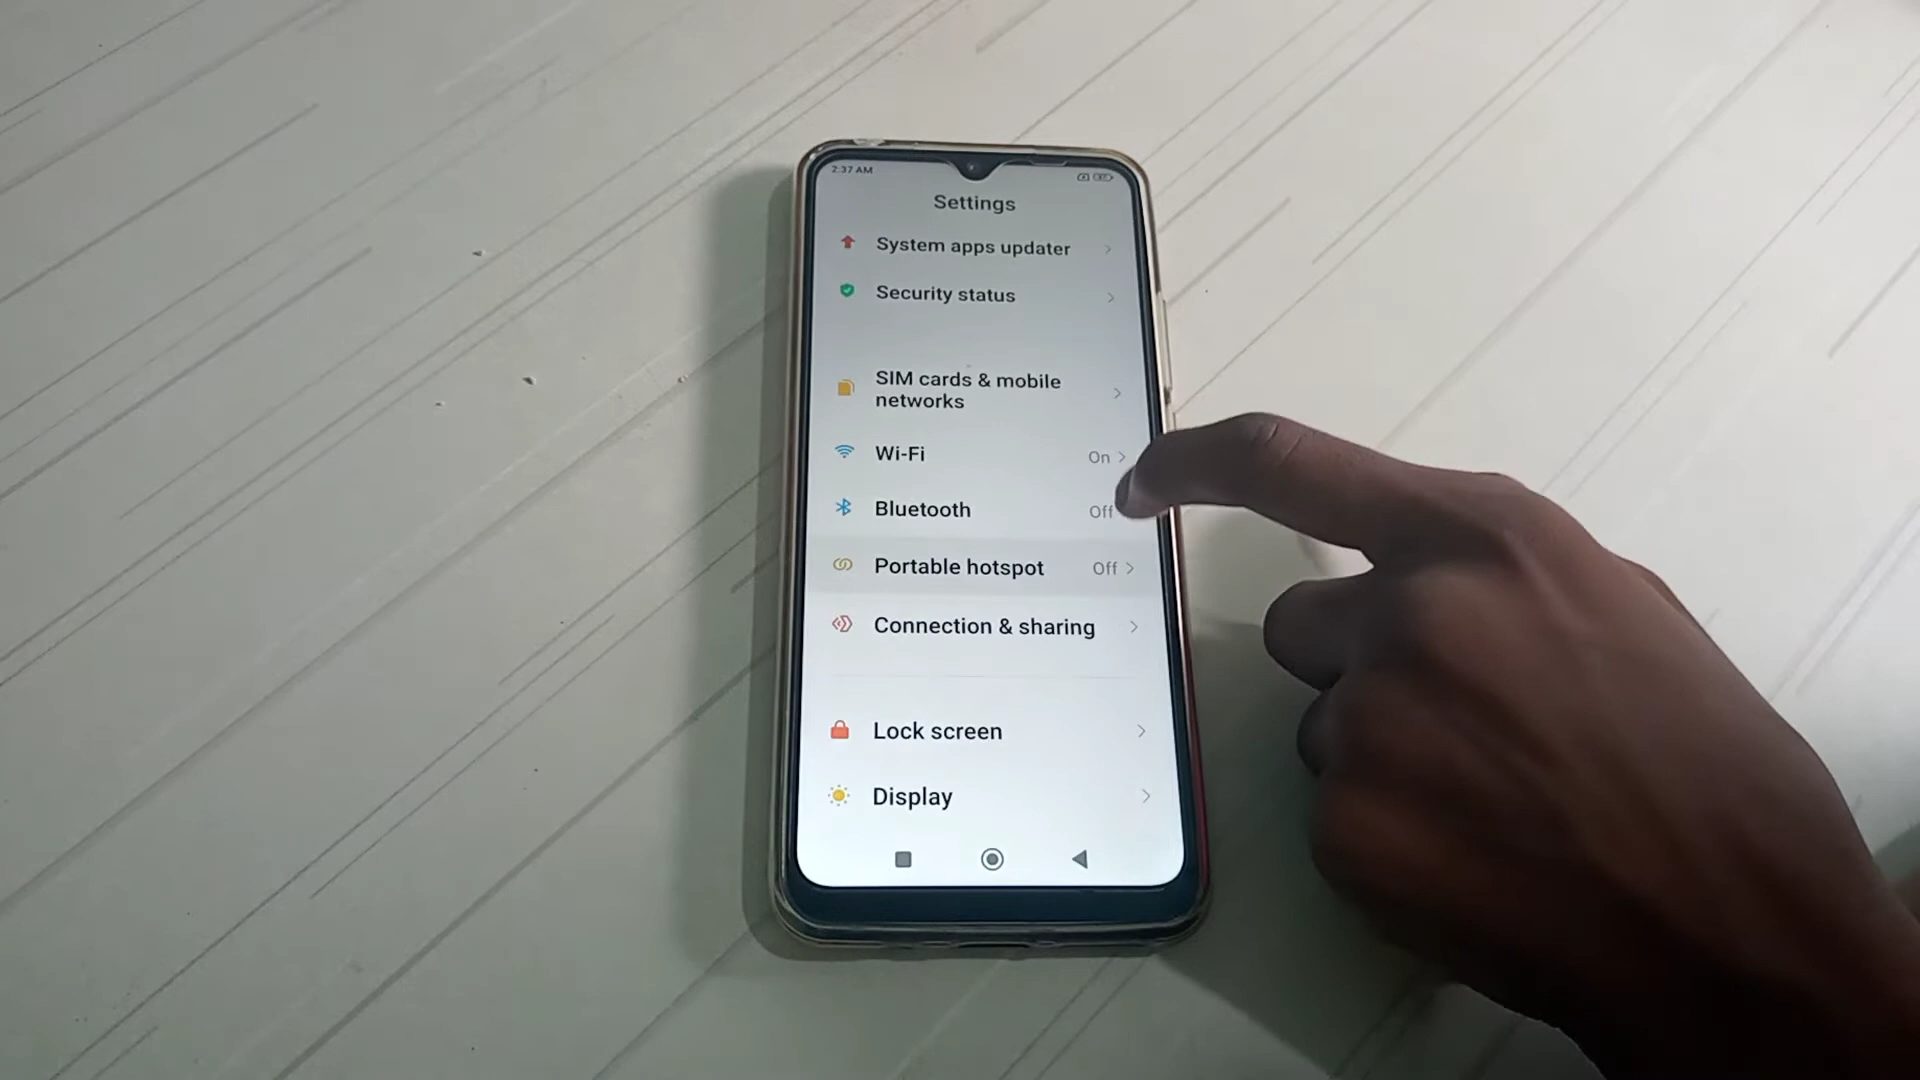 2:37 AM
Settings
System apps updater
Security status
SIM cards & mobile
networks
Wi-Fi On
Bluetooth Off
Portable hotspot Off
Connection & sharing
Lock screen
Display